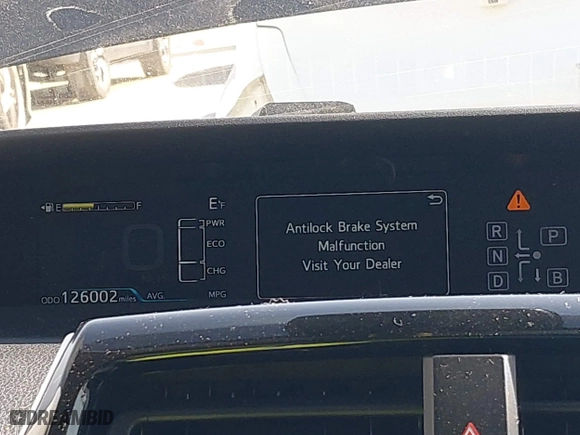 E F
E°F
PWR
ECO
CHG
ODO 126002 miles AVG. MPG
Antilock Brake System
Malfunction
Visit Your Dealer
R
N
D
P
B
DREAMBID